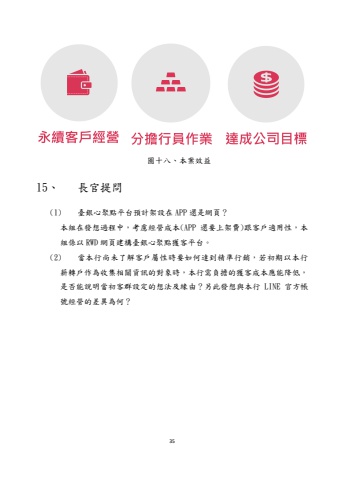 永續客戶經營 分擔行員作業 達成公司目標
圖十八、本案效益
15、 長官提問
(1) 臺銀心聚點平台預計架設在 APP 還是網頁？
本組在發想過程中，考慮經營成本(APP 還要上架費)跟客戶適用性，本
組係以 RWD 網頁建構臺銀心聚點獲客平台。
(2) 當本行尚未了解客戶屬性時要如何達到精準行銷，若初期以本行
薪轉戶作為收集相關資訊的對象時，本行需負擔的獲客成本應能降低，
是否能說明當初客群設定的想法及緣由？另此發想與本行 LINE 官方帳
號經營的差異為何？
35